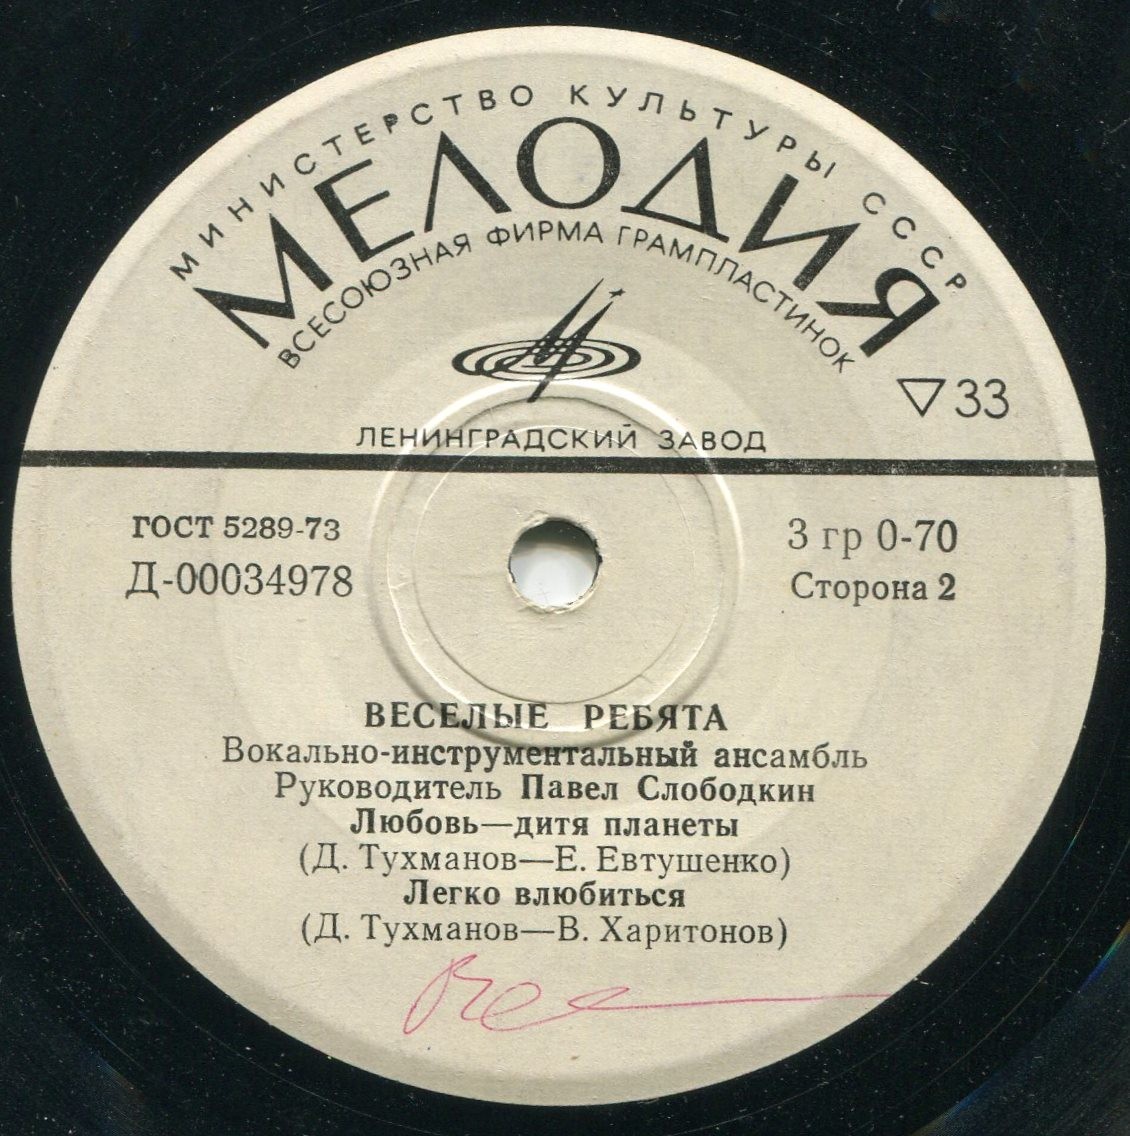 МИНИСТЕРСТВО КУЛЬТУРЫ СССР
МЕЛОДИЯ
ВСЕСОЮЗНАЯ ФИРМА ГРАМПЛАСТИНОК
33
ЛЕНИНГРАДСКИЙ ЗАВОД
ГОСТ 5289-73
Д-00034978
3 гр 0-70
Сторона 2
ВЕСЕЛЫЕ РЕБЯТА
Вокально-инструментальный ансамбль
Руководитель Павел Слободкин
Любовь—дитя планеты
(Д. Тухманов—Е. Евтушенко)
Легко влюбиться
(Д. Тухманов—В. Харитонов)